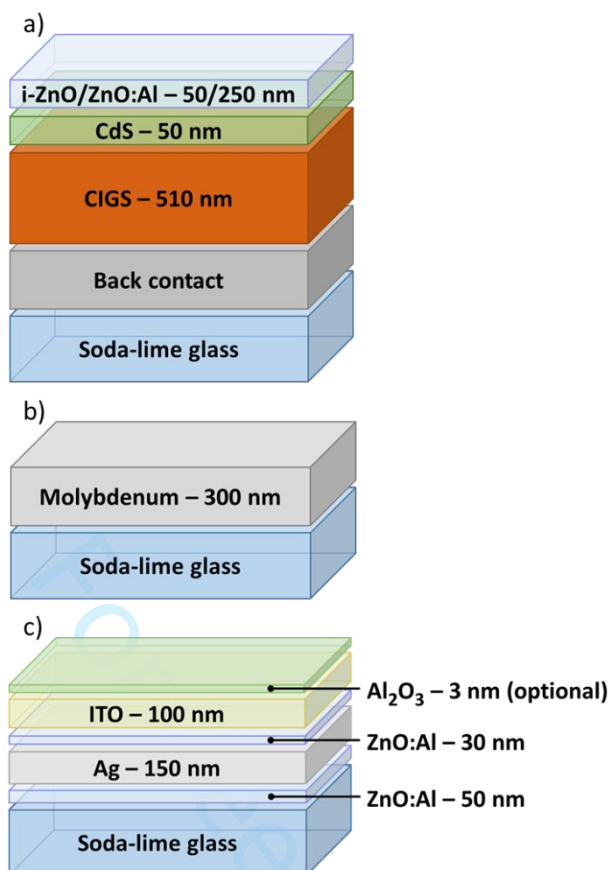 a)
i-ZnO/ZnO:Al – 50/250 nm
CdS – 50 nm
CIGS – 510 nm
Back contact
Soda-lime glass
b)
Molybdenum – 300 nm
Soda-lime glass
c)
Al₂O₃ – 3 nm (optional)
ITO – 100 nm
ZnO:Al – 30 nm
Ag – 150 nm
ZnO:Al – 50 nm
Soda-lime glass